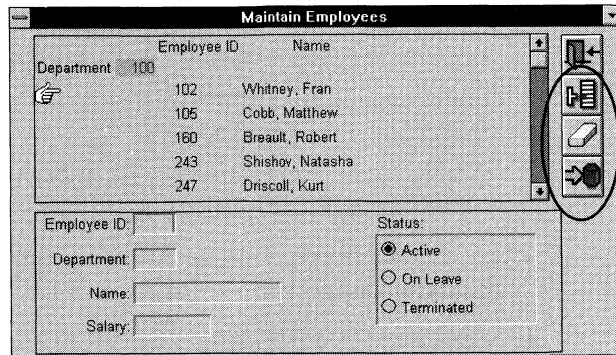 Maintain Employees
Employee ID Name
Department 100
102 Whitney, Fran
105 Cobb, Matthew
160 Breault, Robert
243 Shishov, Natasha
247 Driscoll, Kurt
Employee ID:
Department:
Name:
Salary:
Status:
Active
On Leave
Terminated